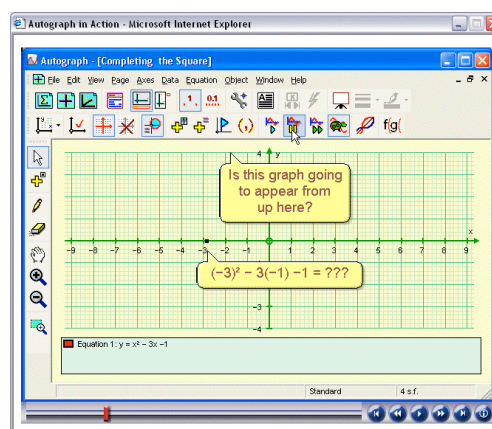 Autograph in Action - Microsoft Internet Explorer
Autograph - [Completing the Square]
File Edit View Page Axes Data Equation Object Window Help
Σ
.1. 0.1
f(g(
4 y
Is this graph going
to appear from
up here?
x
-9 -8 -7 -6 -5 -4 -3 -2 -1 1 2 3 4 5 6 7 8 9
(−3)² − 3(−1) −1 = ???
-3
-4
Equation 1: y = x² − 3x −1
Standard 4 s.f.